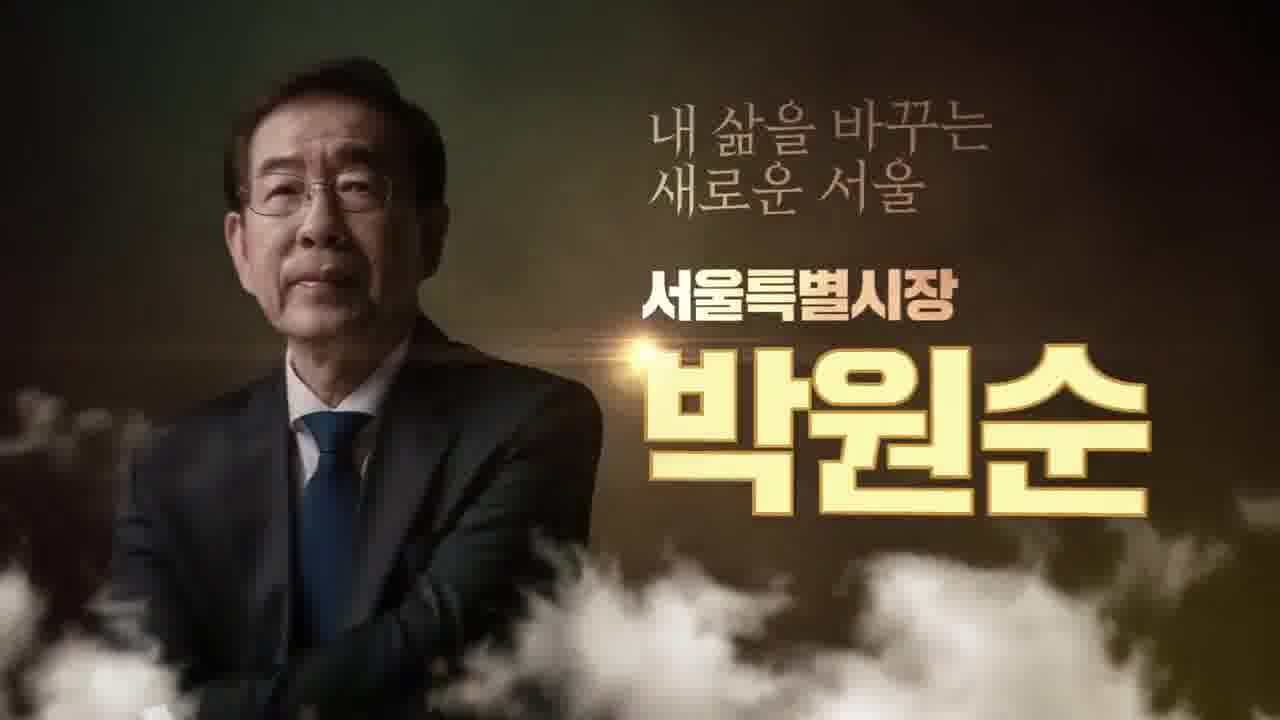 내 삶을 바꾸는
새로운 서울
서울특별시장
박원순